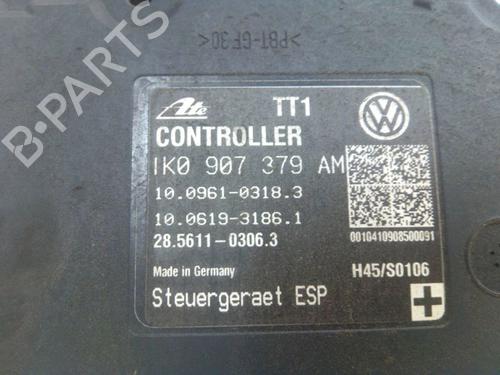 >PBT-GF30<
Ate TT1
CONTROLLER
1K0 907 379 AM
10.0961-0318.3
10.0619-3186.1
28.5611-0306.3
0010410908500091
Made in Germany
H45/S0106
Steuergeraet ESP
B-PARTS